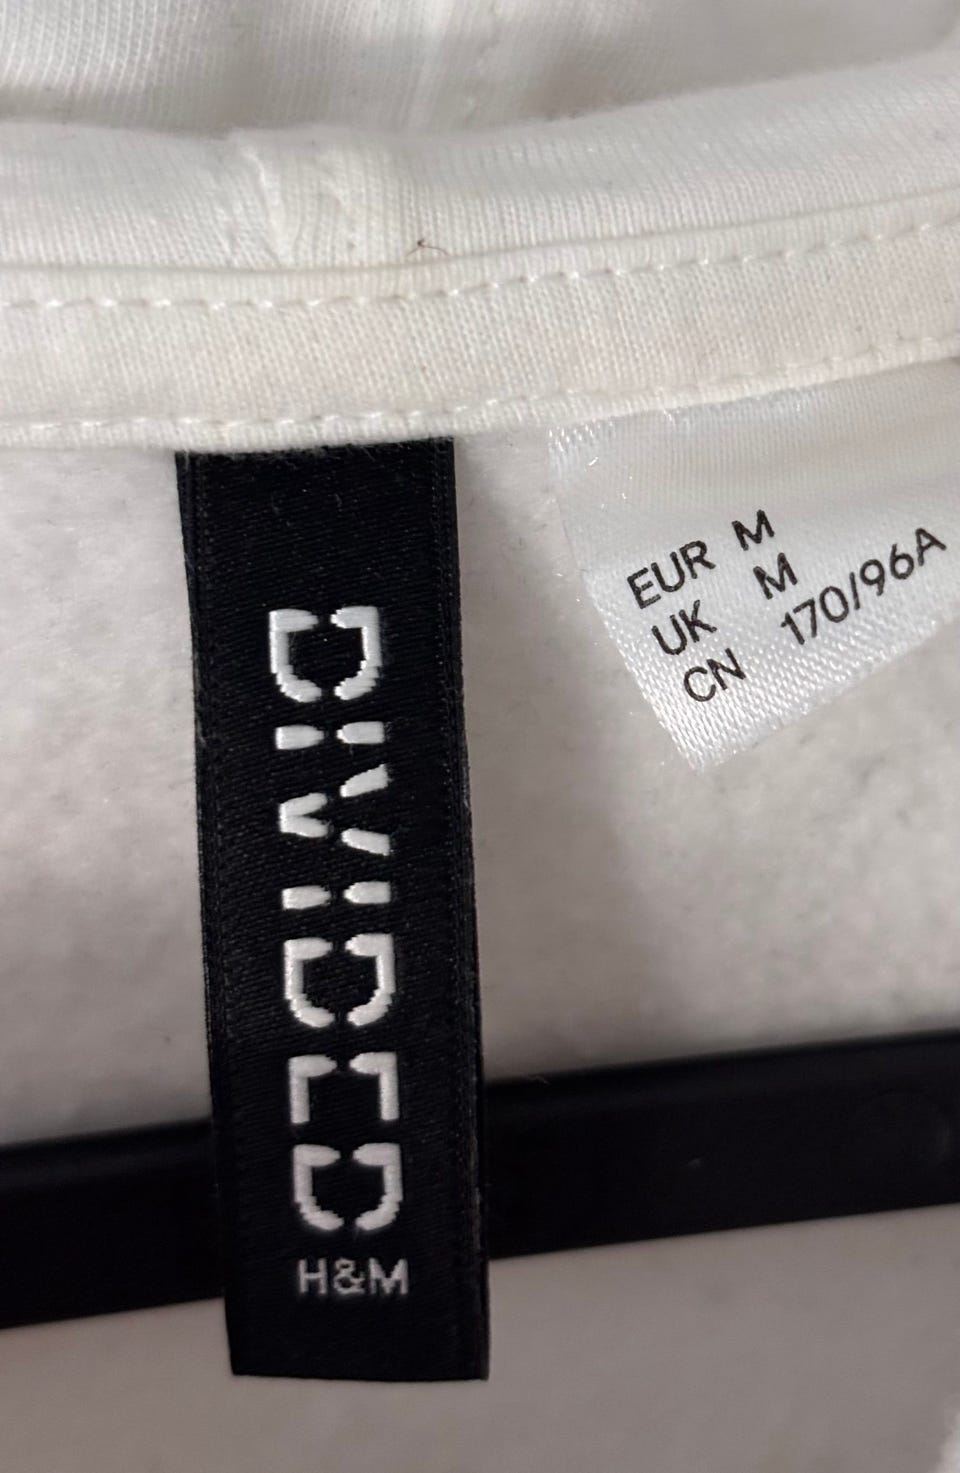 DIVIDED
H&M
EUR M
UK M
CN 170/96A